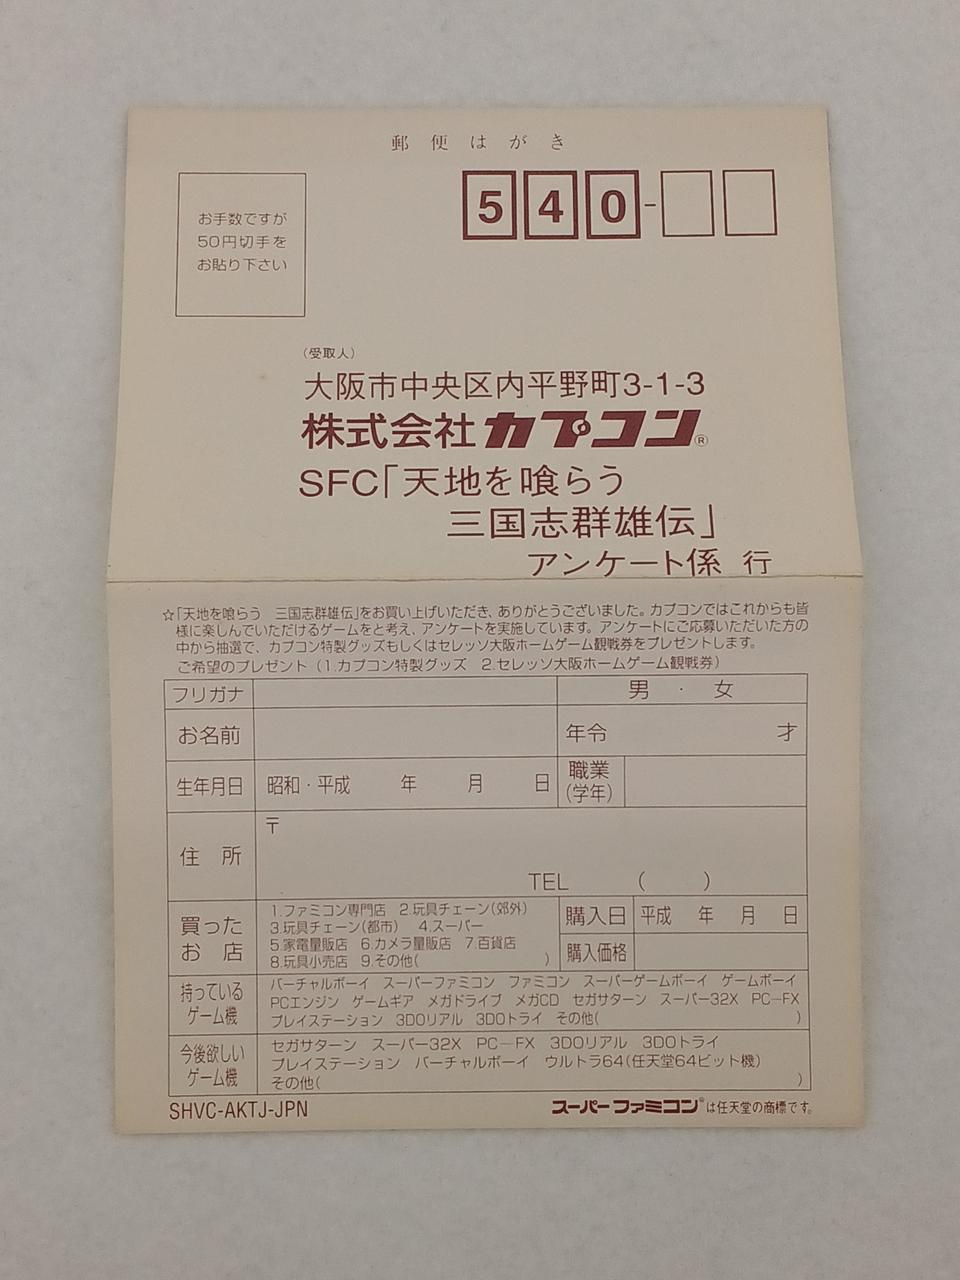 郵便はがき
お手数ですが
50円切手を
お貼り下さい
540-
（受取人）
大阪市中央区内平野町3-1-3
株式会社カプコン®
SFC「天地を喰らう
三国志群雄伝」
アンケート係 行
☆「天地を喰らう 三国志群雄伝」をお買い上げいただき、ありがとうございました。カプコンではこれからも皆
様に楽しんでいただけるゲームをと考え、アンケートを実施しています。アンケートにご応募いただいた方の
中から抽選で、カプコン特製グッズもしくはセレッソ大阪ホームゲーム観戦券をプレゼントします。
ご希望のプレゼント（1.カプコン特製グッズ 2.セレッソ大阪ホームゲーム観戦券）
フリガナ 男・女
お名前 年令 才
生年月日 昭和・平成 年 月 日 職業
(学年)
住所 〒
TEL ( )
買った
お店
1.ファミコン専門店 2.玩具チェーン(郊外)
3.玩具チェーン(都市) 4.スーパー
5.家電量販店 6.カメラ量販店 7.百貨店
8.玩具小売店 9.その他( )
購入日 平成 年 月 日
購入価格
持っている
ゲーム機
バーチャルボーイ スーパーファミコン ファミコン スーパーゲームボーイ ゲームボーイ
PCエンジン ゲームギア メガドライブ メガCD セガサターン スーパー32X PC-FX
プレイステーション 3DOリアル 3DOトライ その他( )
今後欲しい
ゲーム機
セガサターン スーパー32X PC-FX 3DOリアル 3DOトライ
プレイステーション バーチャルボーイ ウルトラ64(任天堂64ビット機)
その他( )
SHVC-AKTJ-JPN
スーパーファミコン®は任天堂の商標です。